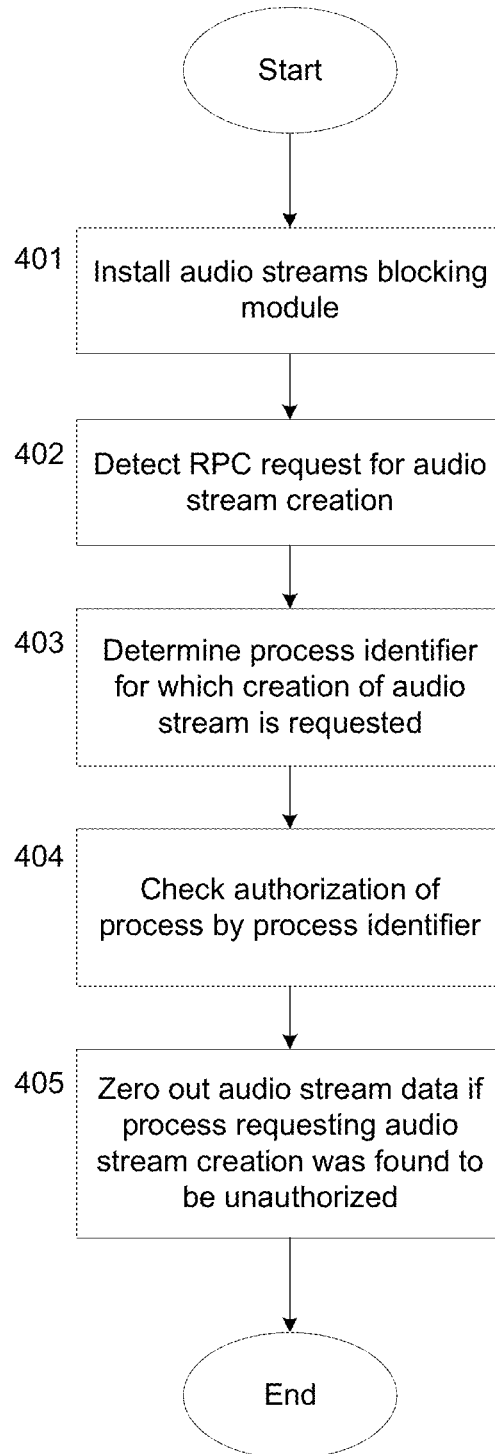 Start
401
Install audio streams blocking
module
402
Detect RPC request for audio
stream creation
403
Determine process identifier
for which creation of audio
stream is requested
404
Check authorization of
process by process identifier
405
Zero out audio stream data if
process requesting audio
stream creation was found to
be unauthorized
End